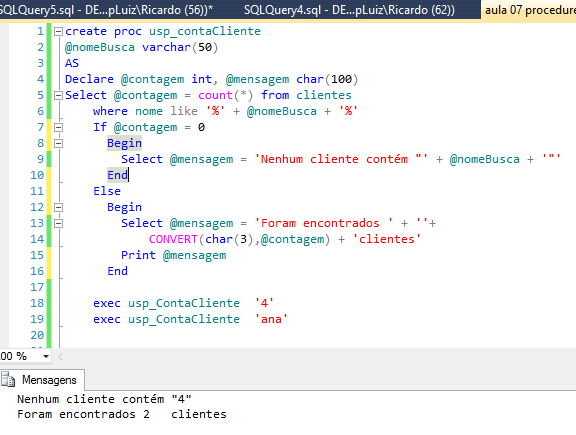 SQLQuery5.sql - DE...pLuiz\Ricardo (56))* SQLQuery4.sql - DE...pLuiz\Ricardo (62)) aula 07 procedure
1 create proc usp_contaCliente
2 @nomeBusca varchar(50)
3 AS
4 Declare @contagem int, @mensagem char(100)
5 Select @contagem = count(*) from clientes
6 where nome like '%' + @nomeBusca + '%'
7 If @contagem = 0
8 Begin
9 Select @mensagem = 'Nenhum cliente contém "' + @nomeBusca + '"'
10 End
11 Else
12 Begin
13 Select @mensagem = 'Foram encontrados ' + ''+
14 CONVERT(char(3),@contagem) + 'clientes'
15 Print @mensagem
16 End
17
18 exec usp_ContaCliente '4'
19 exec usp_ContaCliente 'ana'
20
00 %
Mensagens
Nenhum cliente contém "4"
Foram encontrados 2   clientes